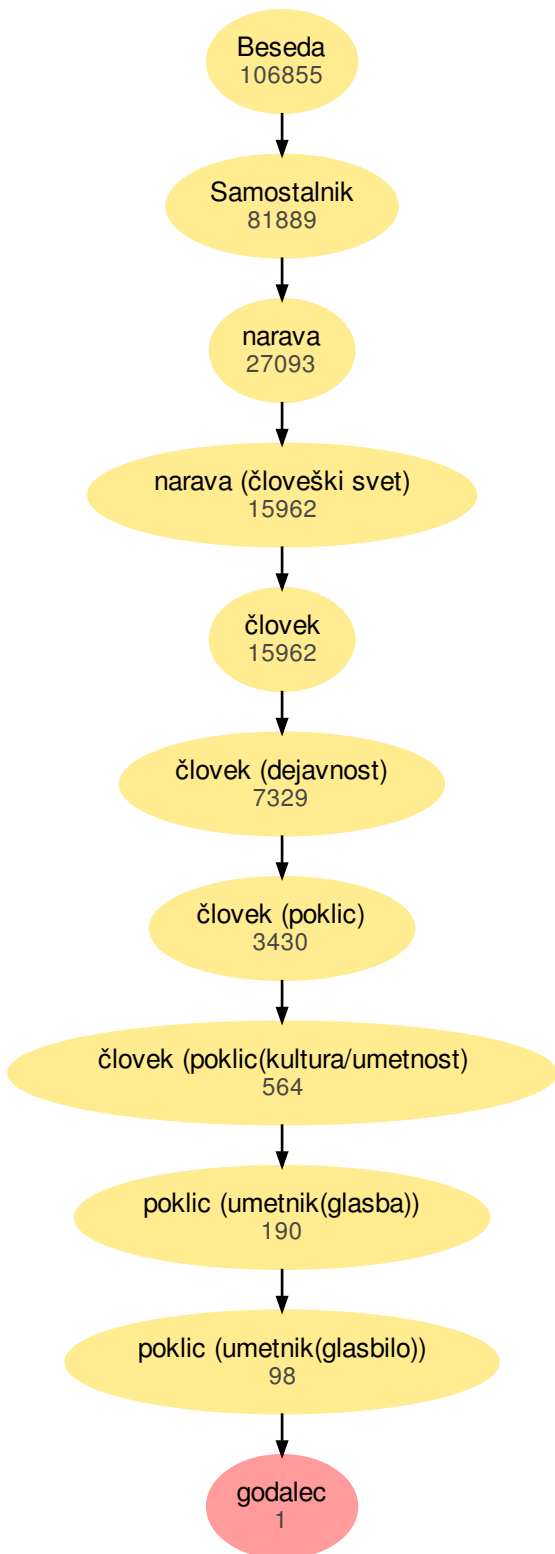 Beseda
106855
Samostalnik
81889
narava
27093
narava (človeški svet)
15962
človek
15962
človek (dejavnost)
7329
človek (poklic)
3430
človek (poklic(kultura/umetnost)
564
poklic (umetnik(glasba))
190
poklic (umetnik(glasbilo))
98
godalec
1